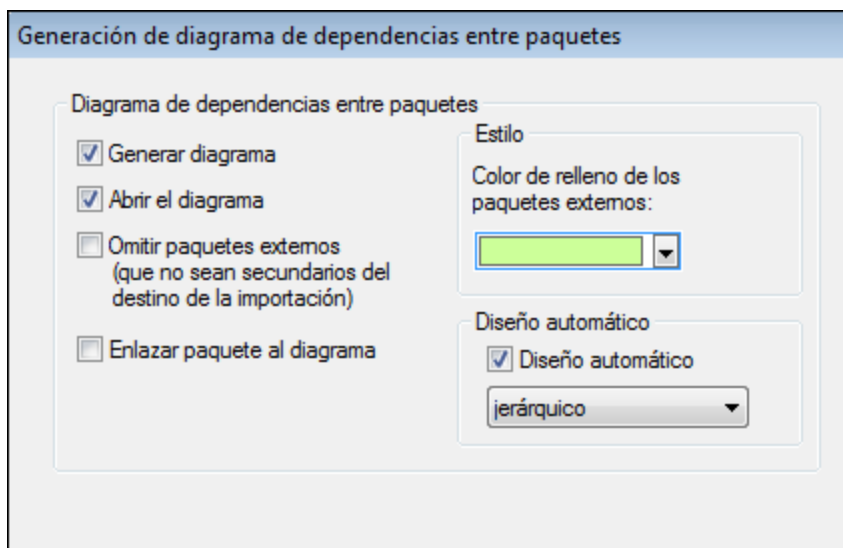 Generación de diagrama de dependencias entre paquetes
Diagrama de dependencias entre paquetes
Generar diagrama
Abrir el diagrama
Omitir paquetes externos
(que no sean secundarios del
destino de la importación)
Enlazar paquete al diagrama
Estilo
Color de relleno de los
paquetes externos:
Diseño automático
Diseño automático
jerárquico